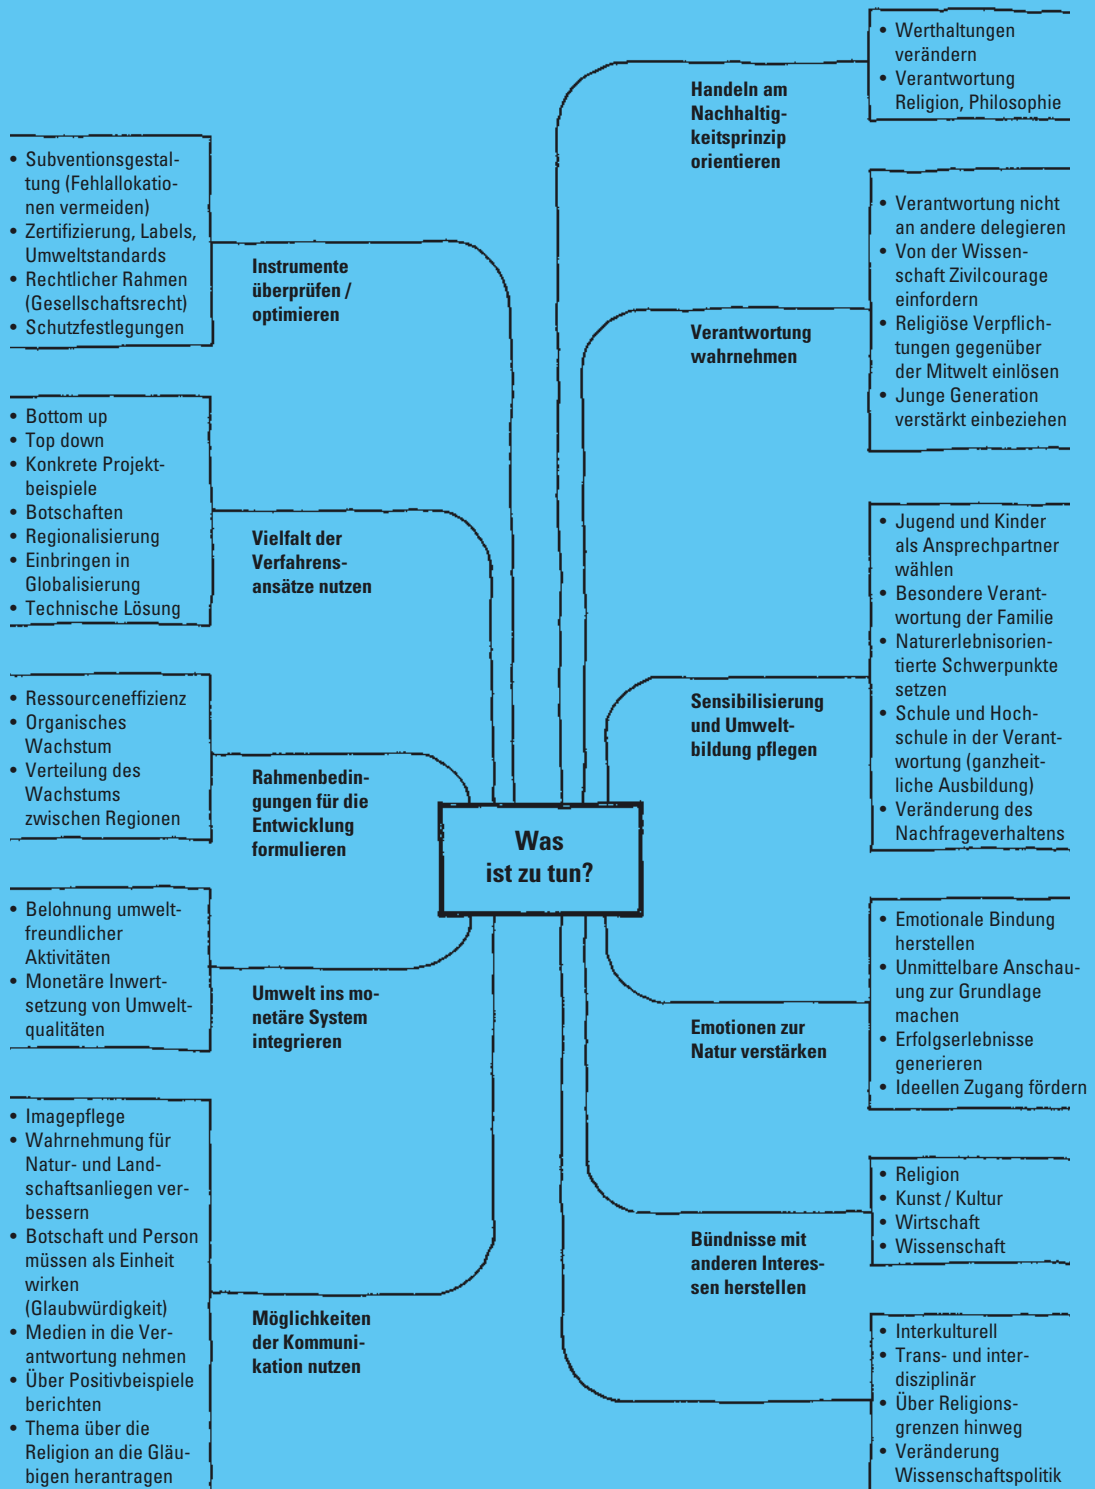 Was
ist zu tun?
Instrumente
überprüfen /
optimieren
• Subventionsgestal-
tung (Fehlallokatio-
nen vermeiden)
• Zertifizierung, Labels,
Umweltstandards
• Rechtlicher Rahmen
(Gesellschaftsrecht)
• Schutzfestlegungen
Vielfalt der
Verfahrens-
ansätze nutzen
• Bottom up
• Top down
• Konkrete Projekt-
beispiele
• Botschaften
• Regionalisierung
• Einbringen in
Globalisierung
• Technische Lösung
Rahmenbedin-
gungen für die
Entwicklung
formulieren
• Ressourceneffizienz
• Organisches
Wachstum
• Verteilung des
Wachstums
zwischen Regionen
Umwelt ins mo-
netäre System
integrieren
• Belohnung umwelt-
freundlicher
Aktivitäten
• Monetäre Inwert-
setzung von Umwelt-
qualitäten
Möglichkeiten
der Kommuni-
kation nutzen
• Imagepflege
• Wahrnehmung für
Natur- und Land-
schaftsanliegen ver-
bessern
• Botschaft und Person
müssen als Einheit
wirken
(Glaubwürdigkeit)
• Medien in die Ver-
antwortung nehmen
• Über Positivbeispiele
berichten
• Thema über die
Religion an die Gläu-
bigen herantragen
Handeln am
Nachhaltig-
keitsprinzip
orientieren
• Werthaltungen
verändern
• Verantwortung
Religion, Philosophie
Verantwortung
wahrnehmen
• Verantwortung nicht
an andere delegieren
• Von der Wissen-
schaft Zivilcourage
einfordern
• Religiöse Verpflich-
tungen gegenüber
der Mitwelt einlösen
• Junge Generation
verstärkt einbeziehen
Sensibilisierung
und Umwelt-
bildung pflegen
• Jugend und Kinder
als Ansprechpartner
wählen
• Besondere Verant-
wortung der Familie
• Naturerlebnisorien-
tierte Schwerpunkte
setzen
• Schule und Hoch-
schule in der Verant-
wortung (ganzheit-
liche Ausbildung)
• Veränderung des
Nachfrageverhaltens
Emotionen zur
Natur verstärken
• Emotionale Bindung
herstellen
• Unmittelbare Anschau-
ung zur Grundlage
machen
• Erfolgserlebnisse
generieren
• Ideellen Zugang fördern
Bündnisse mit
anderen Interes-
sen herstellen
• Religion
• Kunst / Kultur
• Wirtschaft
• Wissenschaft
• Interkulturell
• Trans- und inter-
disziplinär
• Über Religions-
grenzen hinweg
• Veränderung
Wissenschaftspolitik